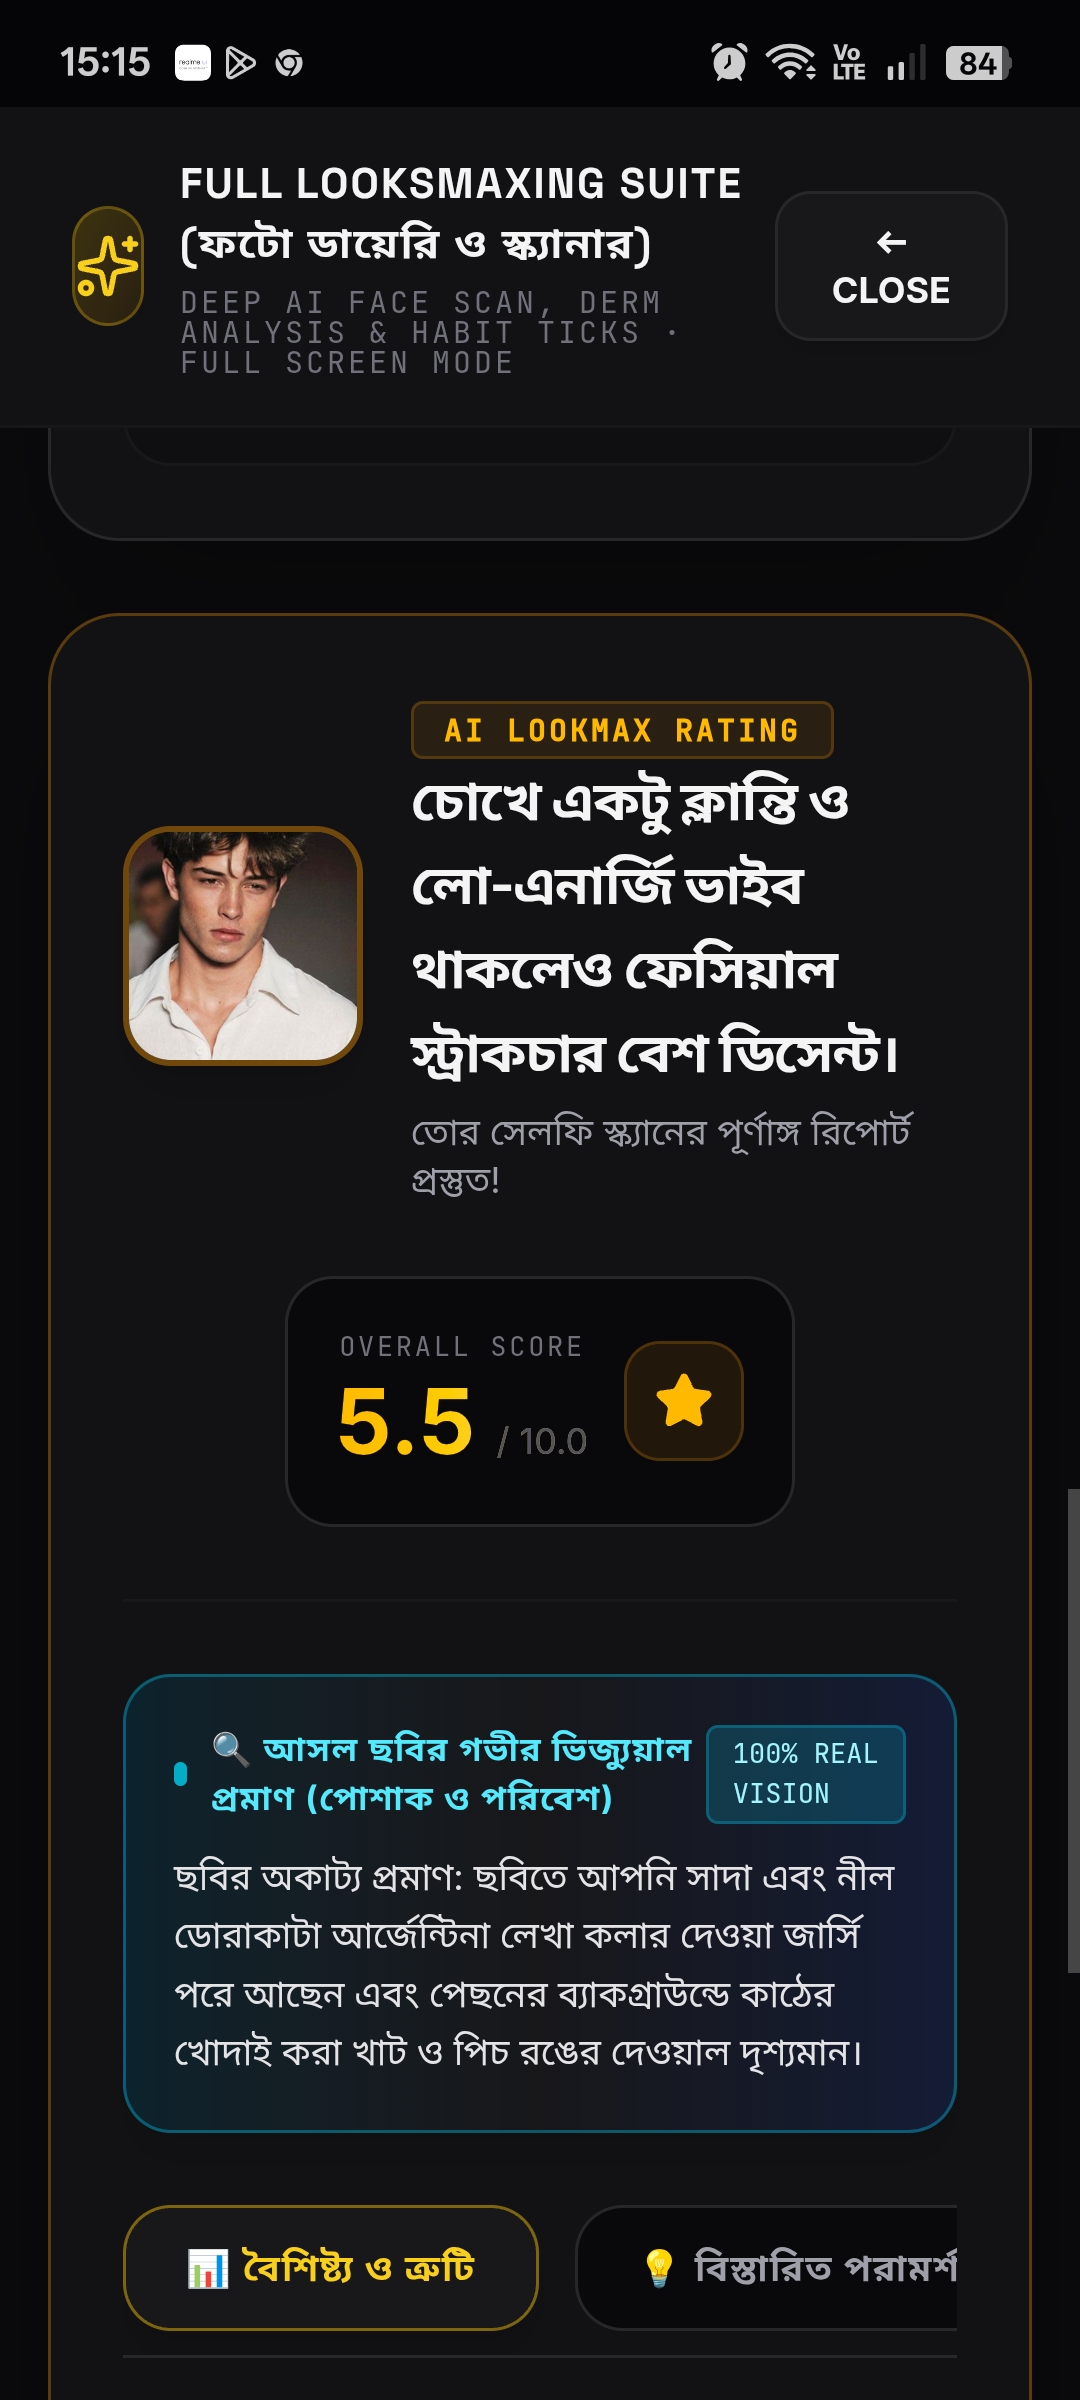 15:15
realme
Vo
LTE
84
FULL LOOKSMAXING SUITE
(ফটো ডায়েরি ও স্ক্যানার)
DEEP AI FACE SCAN, DERM
ANALYSIS & HABIT TICKS ·
FULL SCREEN MODE
←
CLOSE
AI LOOKMAX RATING
চোখে একটু ক্লান্তি ও
লো-এনার্জি ভাইব
থাকলেও ফেসিয়াল
স্ট্রাকচার বেশ ডিসেন্ট।
তোর সেলফি স্ক্যানের পূর্ণাঙ্গ রিপোর্ট
প্রস্তুত!
OVERALL SCORE
5.5 / 10.0
🔍 আসল ছবির গভীর ভিজ্যুয়াল
প্রমাণ (পোশাক ও পরিবেশ)
100% REAL
VISION
ছবির অকাট্য প্রমাণ: ছবিতে আপনি সাদা এবং নীল
ডোরাকাটা আর্জেন্টিনা লেখা কলার দেওয়া জার্সি
পরে আছেন এবং পেছনের ব্যাকগ্রাউন্ডে কাঠের
খোদাই করা খাট ও পিচ রঙের দেওয়াল দৃশ্যমান।
📊 বৈশিষ্ট্য ও ত্রুটি
💡 বিস্তারিত পরামর্শ